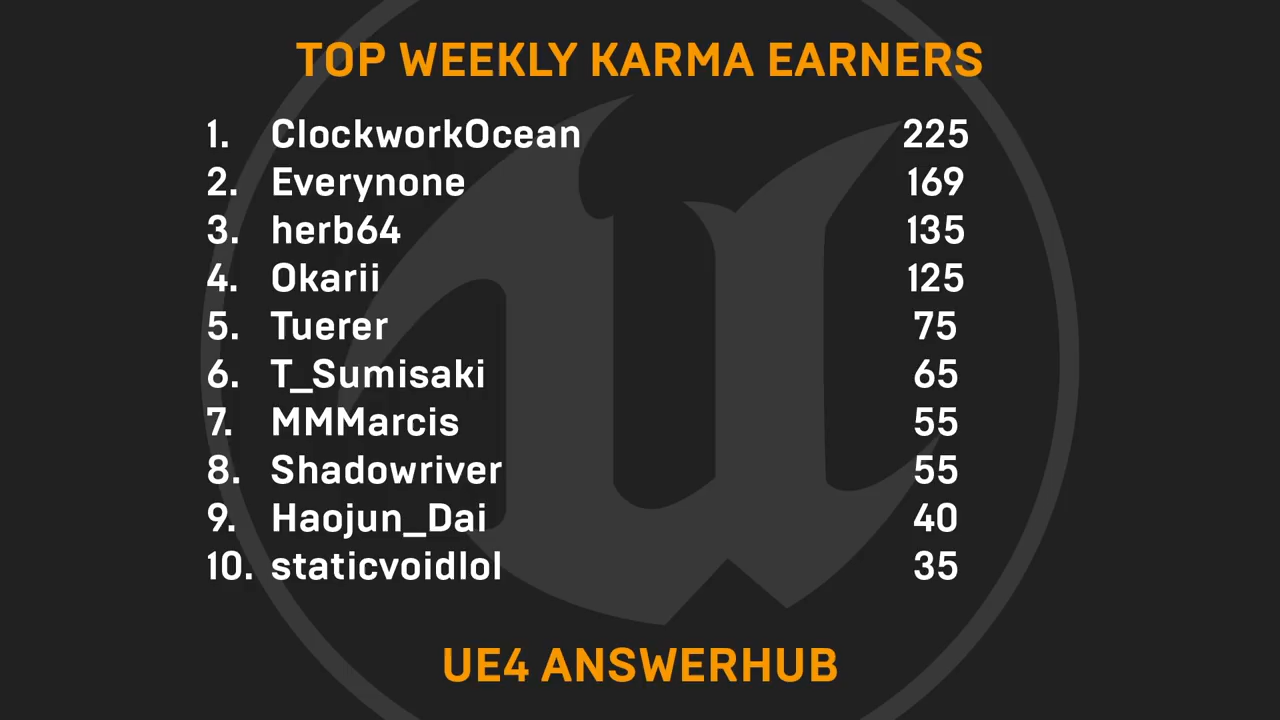 TOP WEEKLY KARMA EARNERS
1. ClockworkOcean 225
2. Everynone 169
3. herb64 135
4. Okarii 125
5. Tuerer 75
6. T_Sumisaki 65
7. MMMarcis 55
8. Shadowriver 55
9. Haojun_Dai 40
10. staticvoidlol 35
UE4 ANSWERHUB